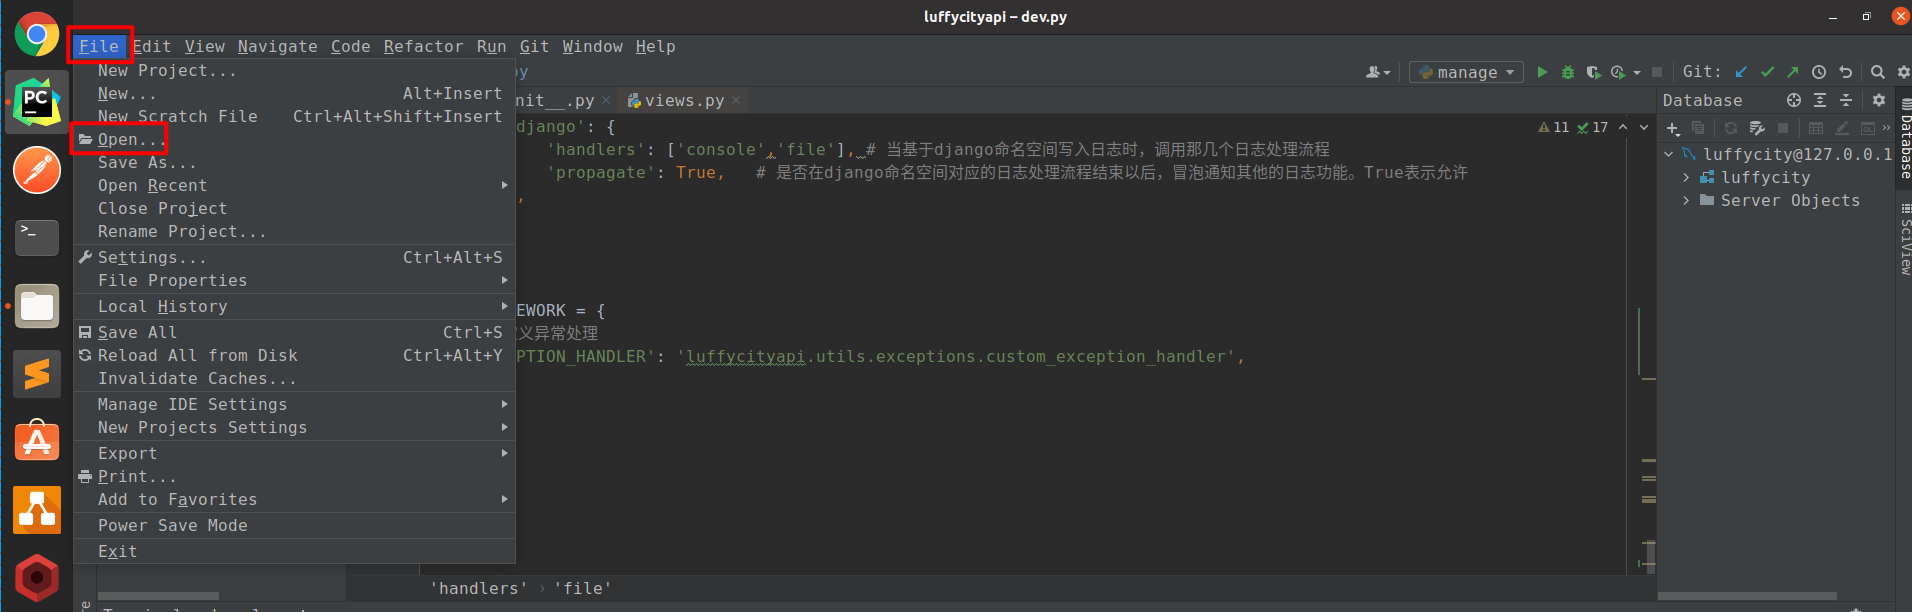 luffycityapi – dev.py
File Edit View Navigate Code Refactor Run Git Window Help
py
manage
Git:
New Project...
New... Alt+Insert
New Scratch File Ctrl+Alt+Shift+Insert
Open...
Save As...
Open Recent
Close Project
Rename Project...
Settings... Ctrl+Alt+S
File Properties
Local History
Save All Ctrl+S
Reload All from Disk Ctrl+Alt+Y
Invalidate Caches...
Manage IDE Settings
New Projects Settings
Export
Print...
Add to Favorites
Power Save Mode
Exit
PC
>_
nit__.py × views.py ×
django': {
'handlers': ['console','file'], # 当基于django命名空间写入日志时，调用那几个日志处理流程
'propagate': True, # 是否在django命名空间对应的日志处理流程结束以后，冒泡通知其他的日志功能。True表示允许
,
EWORK = {
义异常处理
PTION_HANDLER': 'luffycityapi.utils.exceptions.custom_exception_handler',
11 17
'handlers' › 'file'
Database
luffycity@127.0.0.1
luffycity
Server Objects
Database
SciView